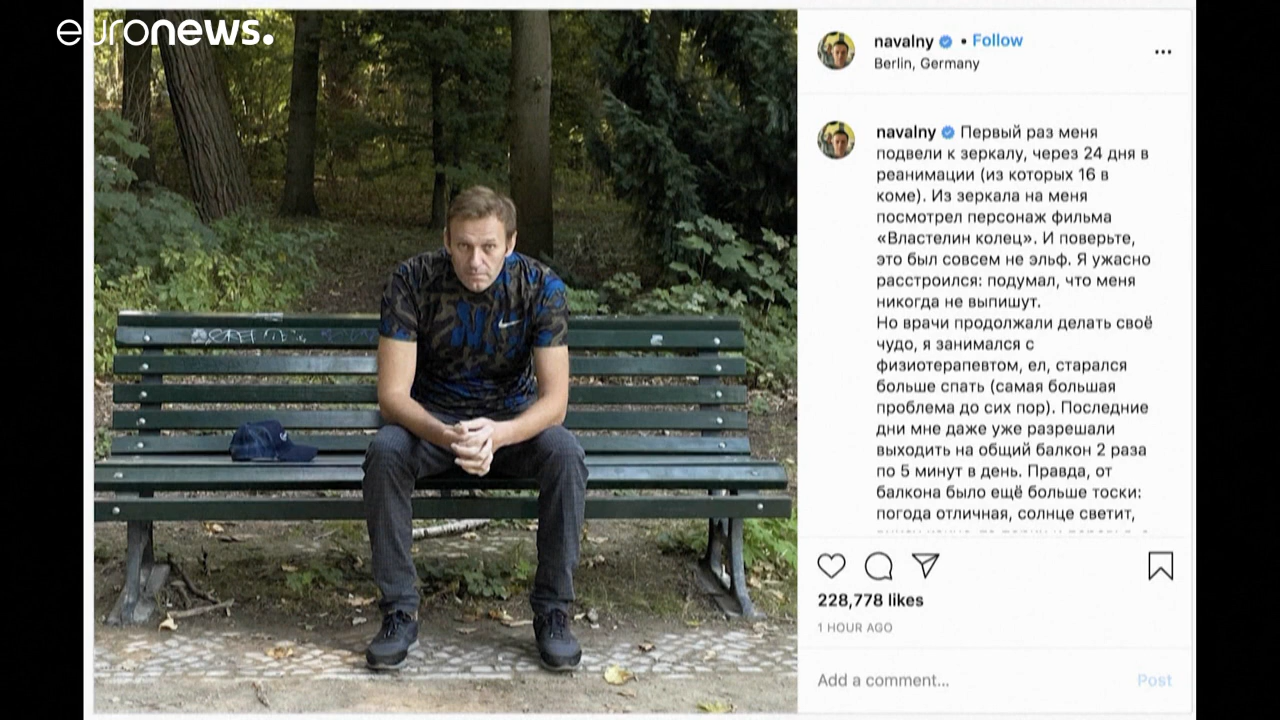 euronews.
navalny • Follow
Berlin, Germany
navalny Первый раз меня
подвели к зеркалу, через 24 дня в
реанимации (из которых 16 в
коме). Из зеркала на меня
посмотрел персонаж фильма
«Властелин колец». И поверьте,
это был совсем не эльф. Я ужасно
расстроился: подумал, что меня
никогда не выпишут.
Но врачи продолжали делать своё
чудо, я занимался с
физиотерапевтом, ел, старался
больше спать (самая большая
проблема до сих пор). Последние
дни мне даже уже разрешали
выходить на общий балкон 2 раза
по 5 минут в день. Правда, от
балкона было ещё больше тоски:
погода отличная, солнце светит,
228,778 likes
1 HOUR AGO
Add a comment... Post